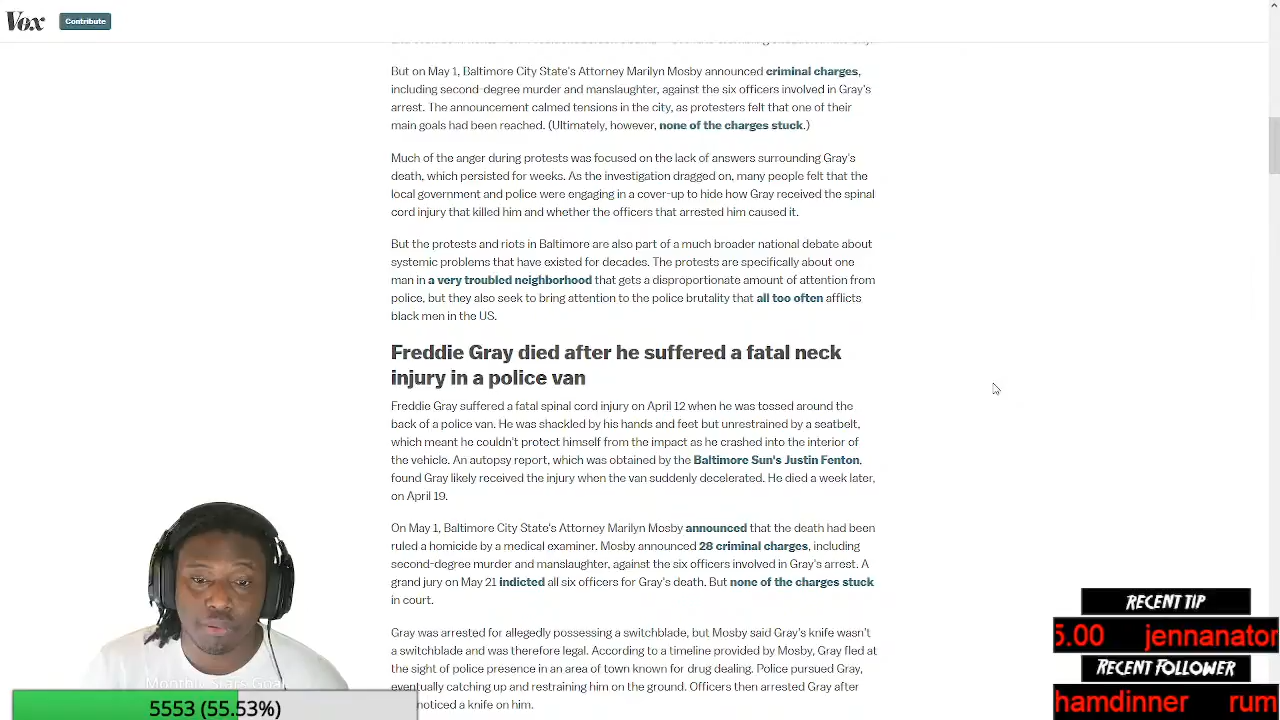 Vox
Contribute
But on May 1, Baltimore City State's Attorney Marilyn Mosby announced criminal charges,
including second-degree murder and manslaughter, against the six officers involved in Gray's
arrest. The announcement calmed tensions in the city, as protesters felt that one of their
main goals had been reached. (Ultimately, however, none of the charges stuck.)
Much of the anger during protests was focused on the lack of answers surrounding Gray's
death, which persisted for weeks. As the investigation dragged on, many people felt that the
local government and police were engaging in a cover-up to hide how Gray received the spinal
cord injury that killed him and whether the officers that arrested him caused it.
But the protests and riots in Baltimore are also part of a much broader national debate about
systemic problems that have existed for decades. The protests are specifically about one
man in a very troubled neighborhood that gets a disproportionate amount of attention from
police, but they also seek to bring attention to the police brutality that all too often afflicts
black men in the US.
Freddie Gray died after he suffered a fatal neck
injury in a police van
Freddie Gray suffered a fatal spinal cord injury on April 12 when he was tossed around the
back of a police van. He was shackled by his hands and feet but unrestrained by a seatbelt,
which meant he couldn't protect himself from the impact as he crashed into the interior of
the vehicle. An autopsy report, which was obtained by the Baltimore Sun's Justin Fenton,
found Gray likely received the injury when the van suddenly decelerated. He died a week later,
on April 19.
On May 1, Baltimore City State's Attorney Marilyn Mosby announced that the death had been
ruled a homicide by a medical examiner. Mosby announced 28 criminal charges, including
second-degree murder and manslaughter, against the six officers involved in Gray's arrest. A
grand jury on May 21 indicted all six officers for Gray's death. But none of the charges stuck
in court.
Gray was arrested for allegedly possessing a switchblade, but Mosby said Gray's knife wasn't
a switchblade and was therefore legal. According to a timeline provided by Mosby, Gray fled at
the sight of police presence in an area of town known for drug dealing. Police pursued Gray,
eventually catching up and restraining him on the ground. Officers then arrested Gray after
noticed a knife on him.
Monthly Stars Goal
5553 (55.53%)
RECENT TIP
5.00 jennanator
RECENT FOLLOWER
hamdinner rum